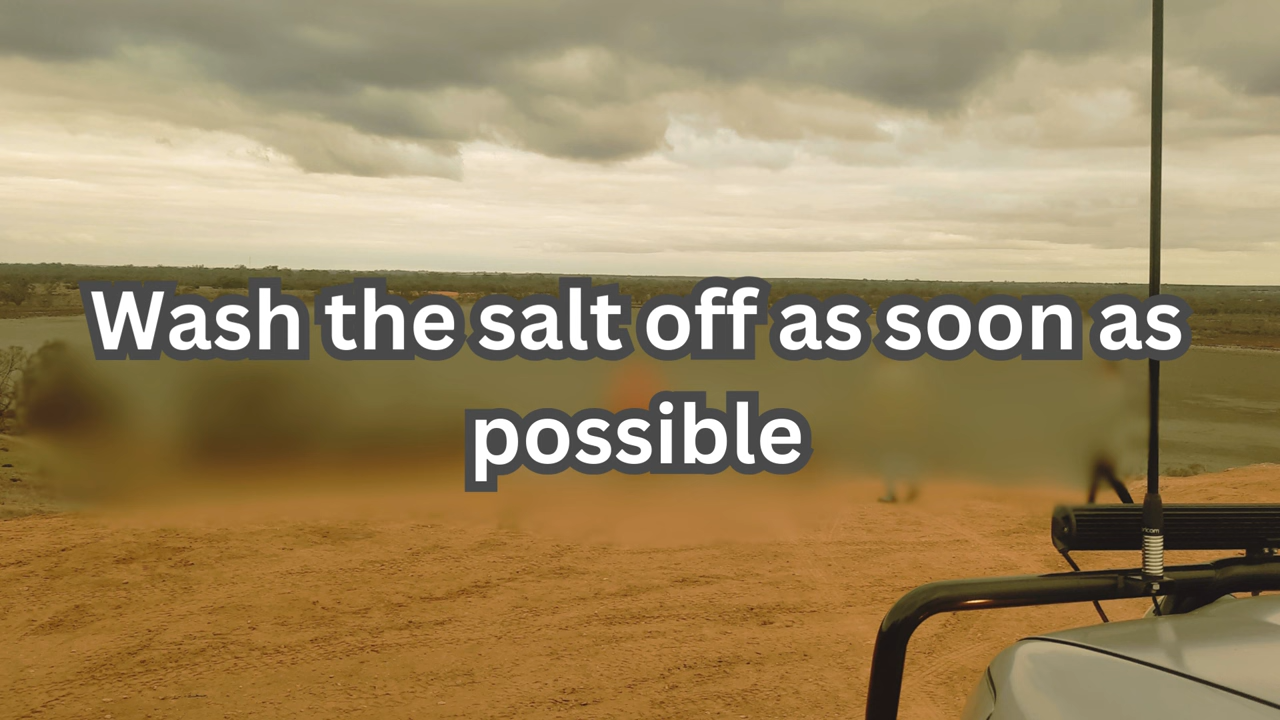 Wash the salt off as soon as
possible